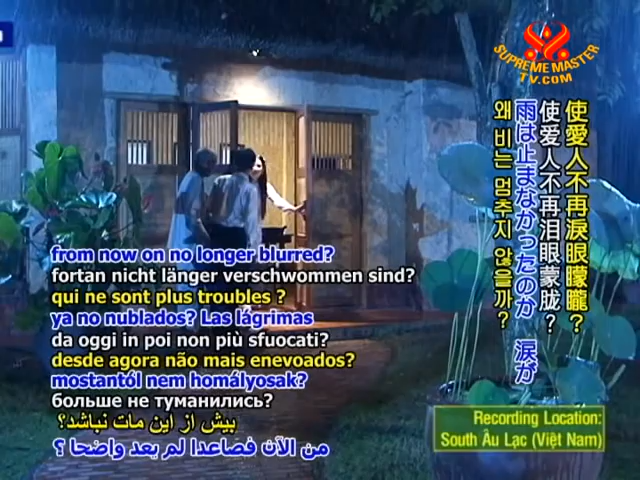 SUPREME MASTER
TV.COM
使愛人不再淚眼矇矓？
使爱人不再泪眼蒙胧？
雨は止まなかったのか 涙が
왜 비는 멈추지 않을까?
from now on no longer blurred?
fortan nicht länger verschwommen sind?
qui ne sont plus troubles ?
ya no nublados? Las lágrimas
da oggi in poi non più sfuocati?
desde agora não mais enevoados?
mostantól nem homályosak?
больше не туманились?
بیش از این مات نباشد؟
من الآن فصاعدا لم يعد واضحا ؟
Recording Location:
South Âu Lạc (Việt Nam)